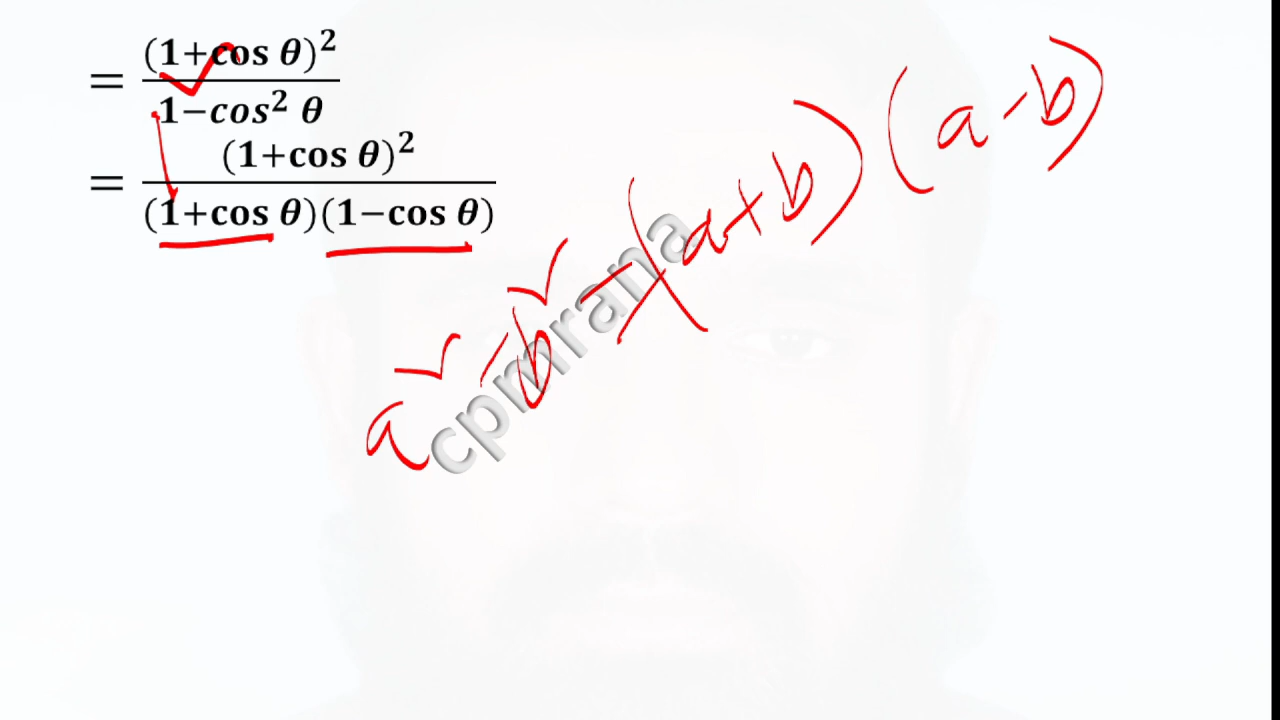 = (1+cos θ)² / 1−cos² θ
= (1+cos θ)² / (1+cos θ)(1−cos θ)
a² − b² = (a+b)(a−b)
cpmrana